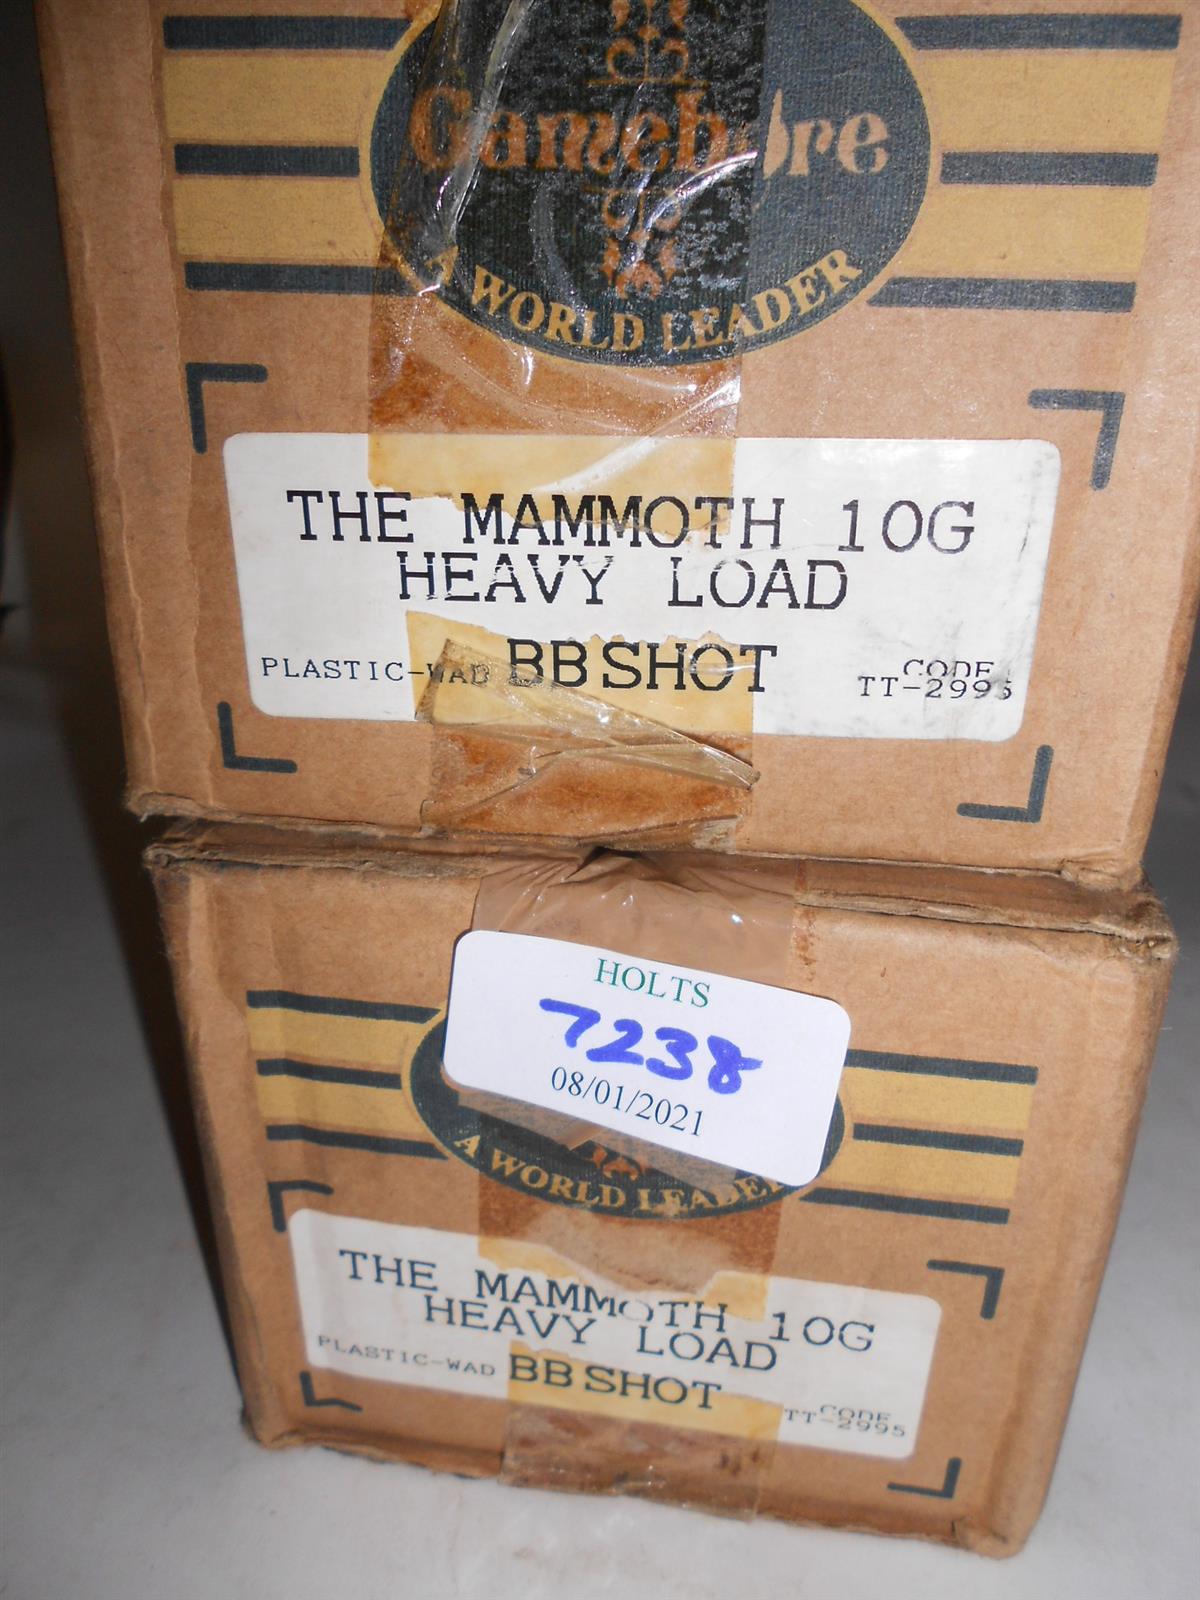 Gamebore
A WORLD LEADER
THE MAMMOTH 10G
HEAVY LOAD
PLASTIC-WAD BB SHOT
CODE
TT-2995
HOLTS
7238
08/01/2021
A WORLD LEADER
THE MAMMOTH 10G
HEAVY LOAD
PLASTIC-WAD BB SHOT
CODE
TT-2995